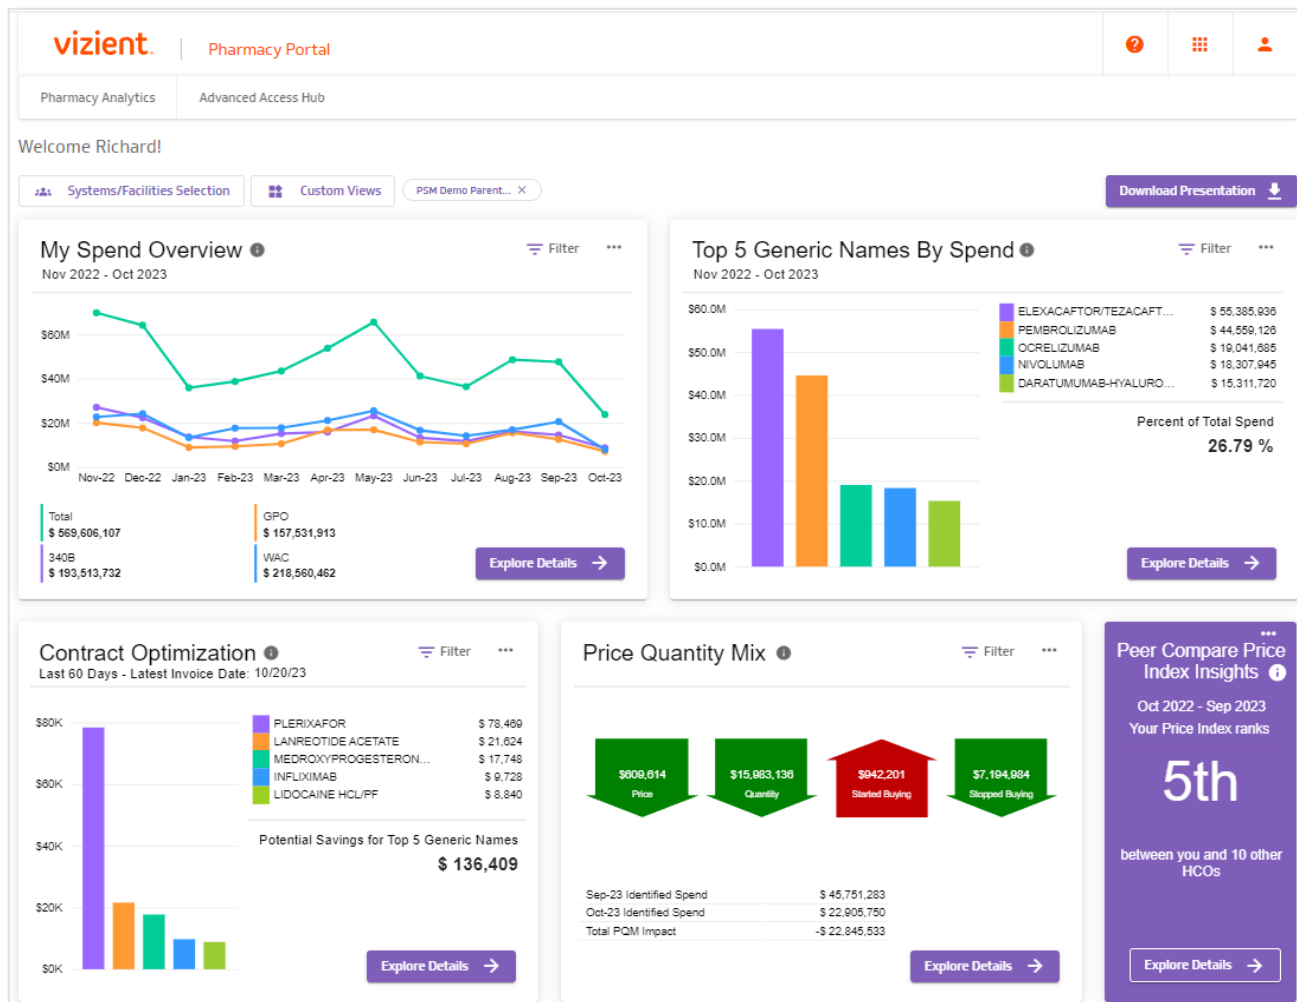 vizient. Pharmacy Portal
Pharmacy Analytics Advanced Access Hub
Welcome Richard!
Systems/Facilities Selection Custom Views PSM Demo Parent... × Download Presentation
My Spend Overview Filter ...
Nov 2022 - Oct 2023
$60M
$40M
$20M
$0M
Nov-22 Dec-22 Jan-23 Feb-23 Mar-23 Apr-23 May-23 Jun-23 Jul-23 Aug-23 Sep-23 Oct-23
Total
$ 569,606,107
GPO
$ 157,531,913
340B
$ 193,513,732
WAC
$ 218,560,462
Explore Details
Top 5 Generic Names By Spend Filter ...
Nov 2022 - Oct 2023
$60.0M
$50.0M
$40.0M
$30.0M
$20.0M
$10.0M
$0.0M
ELEXACAFTOR/TEZACAFT... $ 55,385,936
PEMBROLIZUMAB $ 44,559,126
OCRELIZUMAB $ 19,041,685
NIVOLUMAB $ 18,307,945
DARATUMUMAB-HYALURO... $ 15,311,720
Percent of Total Spend
26.79 %
Explore Details
Contract Optimization Filter ...
Last 60 Days - Latest Invoice Date: 10/20/23
$80K
$60K
$40K
$20K
$0K
PLERIXAFOR $ 78,469
LANREOTIDE ACETATE $ 21,624
MEDROXYPROGESTERON... $ 17,748
INFLIXIMAB $ 9,728
LIDOCAINE HCL/PF $ 8,840
Potential Savings for Top 5 Generic Names
$ 136,409
Explore Details
Price Quantity Mix Filter ...
$609,614
Price
$15,983,136
Quantity
$942,201
Started Buying
$7,194,984
Stopped Buying
Sep-23 Identified Spend $ 45,751,283
Oct-23 Identified Spend $ 22,905,750
Total PQM Impact -$ 22,845,533
Explore Details
...
Peer Compare Price
Index Insights
Oct 2022 - Sep 2023
Your Price Index ranks
5th
between you and 10 other
HCOs
Explore Details